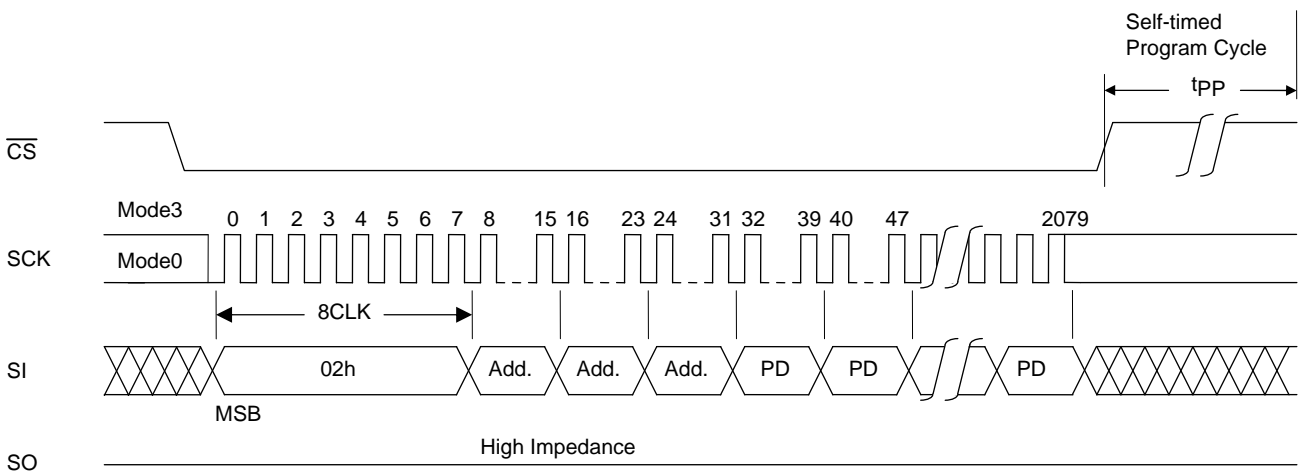 Self-timed
Program Cycle
tPP
CS
Mode3
0 1 2 3 4 5 6 7 8 15 16 23 24 31 32 39 40 47 2079
SCK
Mode0
8CLK
SI
02h Add. Add. Add. PD PD PD
MSB
High Impedance
SO